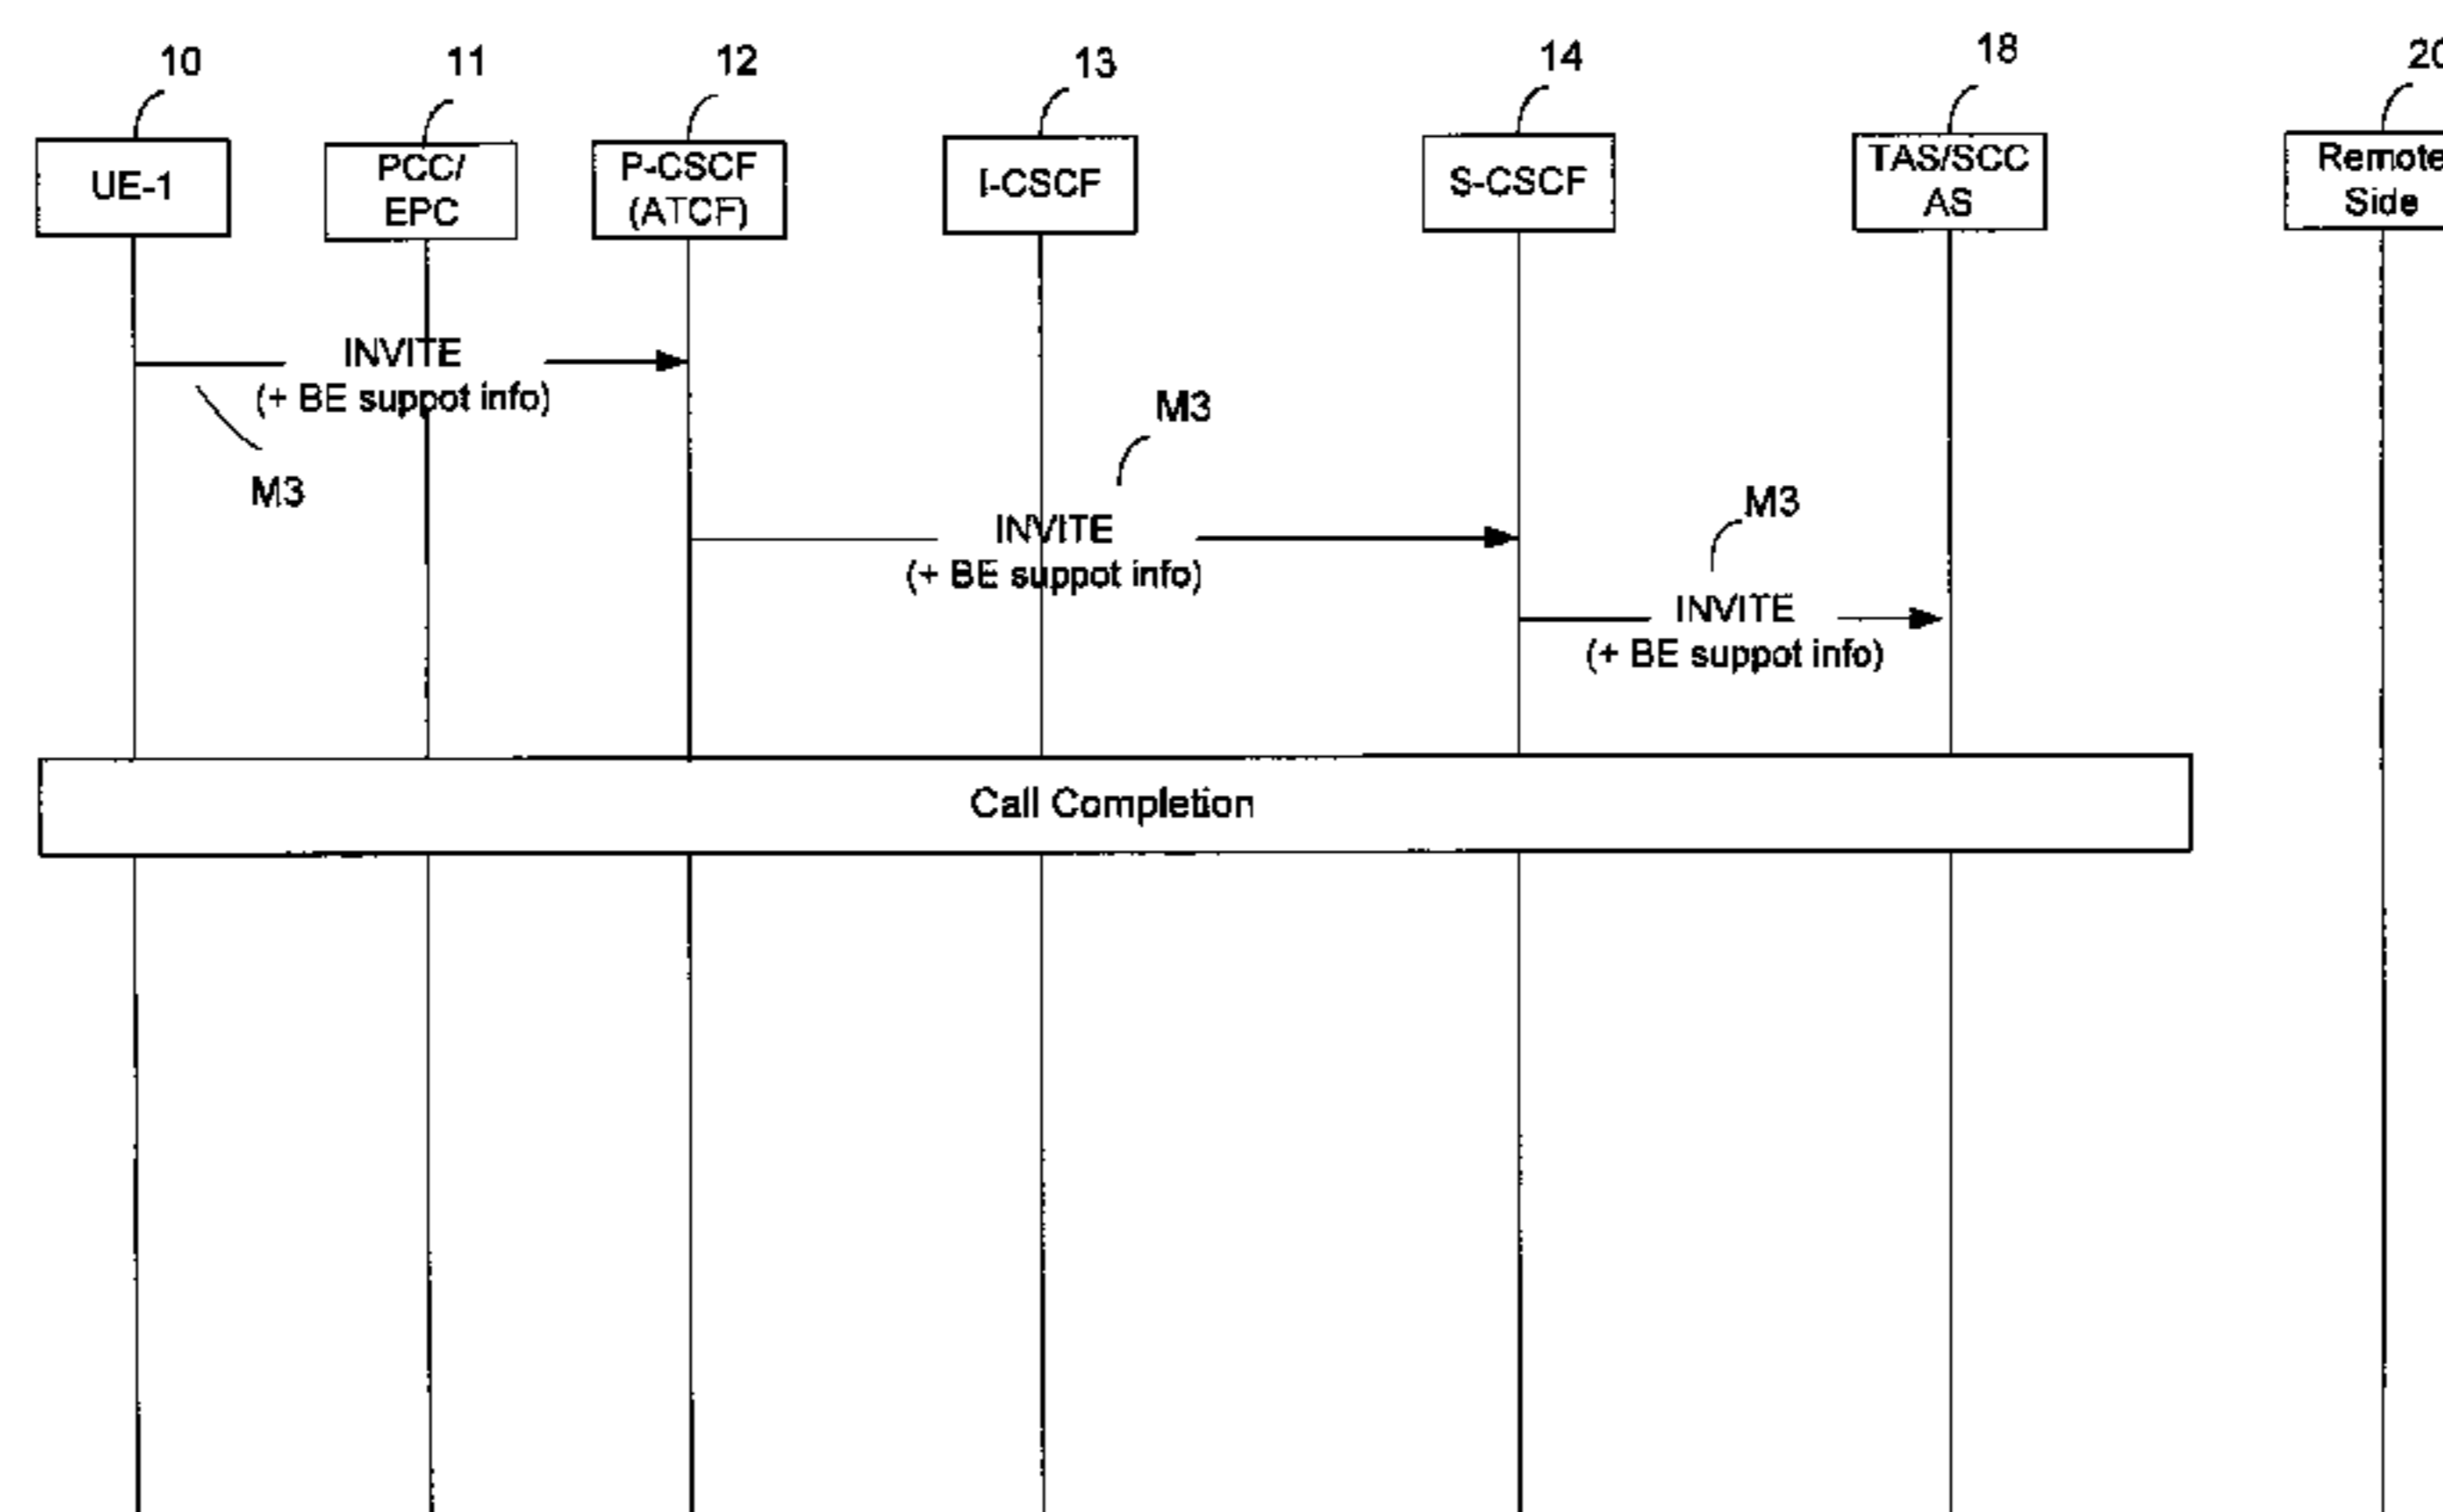 10
11
12
13
14
18
UE-1
PCC/
EPC
P-CSCF
(ATCF)
I-CSCF
S-CSCF
TAS/SCC
AS
Remote
Side
INVITE
(+ BE suppot info)
M3
M3
INVITE
(+ BE suppot info)
M3
INVITE
(+ BE suppot info)
Call Completion